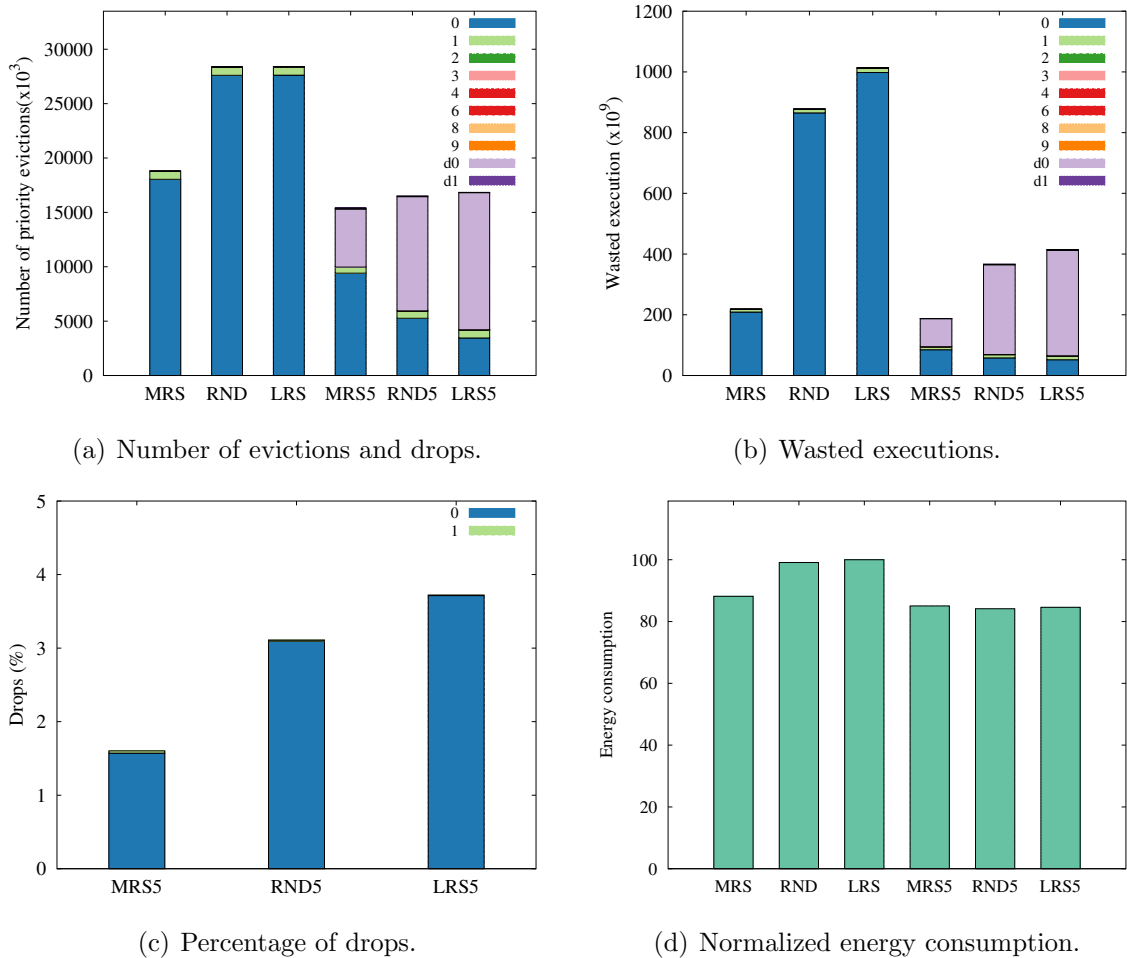 Number of priority evictions(x10³)
30000
25000
20000
15000
10000
5000
0
0
1
2
3
4
6
8
9
d0
d1
MRS RND LRS MRS5 RND5 LRS5
(a) Number of evictions and drops.
Wasted execution (x10⁹)
1200
1000
800
600
400
200
0
0
1
2
3
4
6
8
9
d0
d1
MRS RND LRS MRS5 RND5 LRS5
(b) Wasted executions.
Drops (%)
5
4
3
2
1
0
0
1
MRS5 RND5 LRS5
(c) Percentage of drops.
Energy consumption
100
80
60
40
20
0
MRS RND LRS MRS5 RND5 LRS5
(d) Normalized energy consumption.